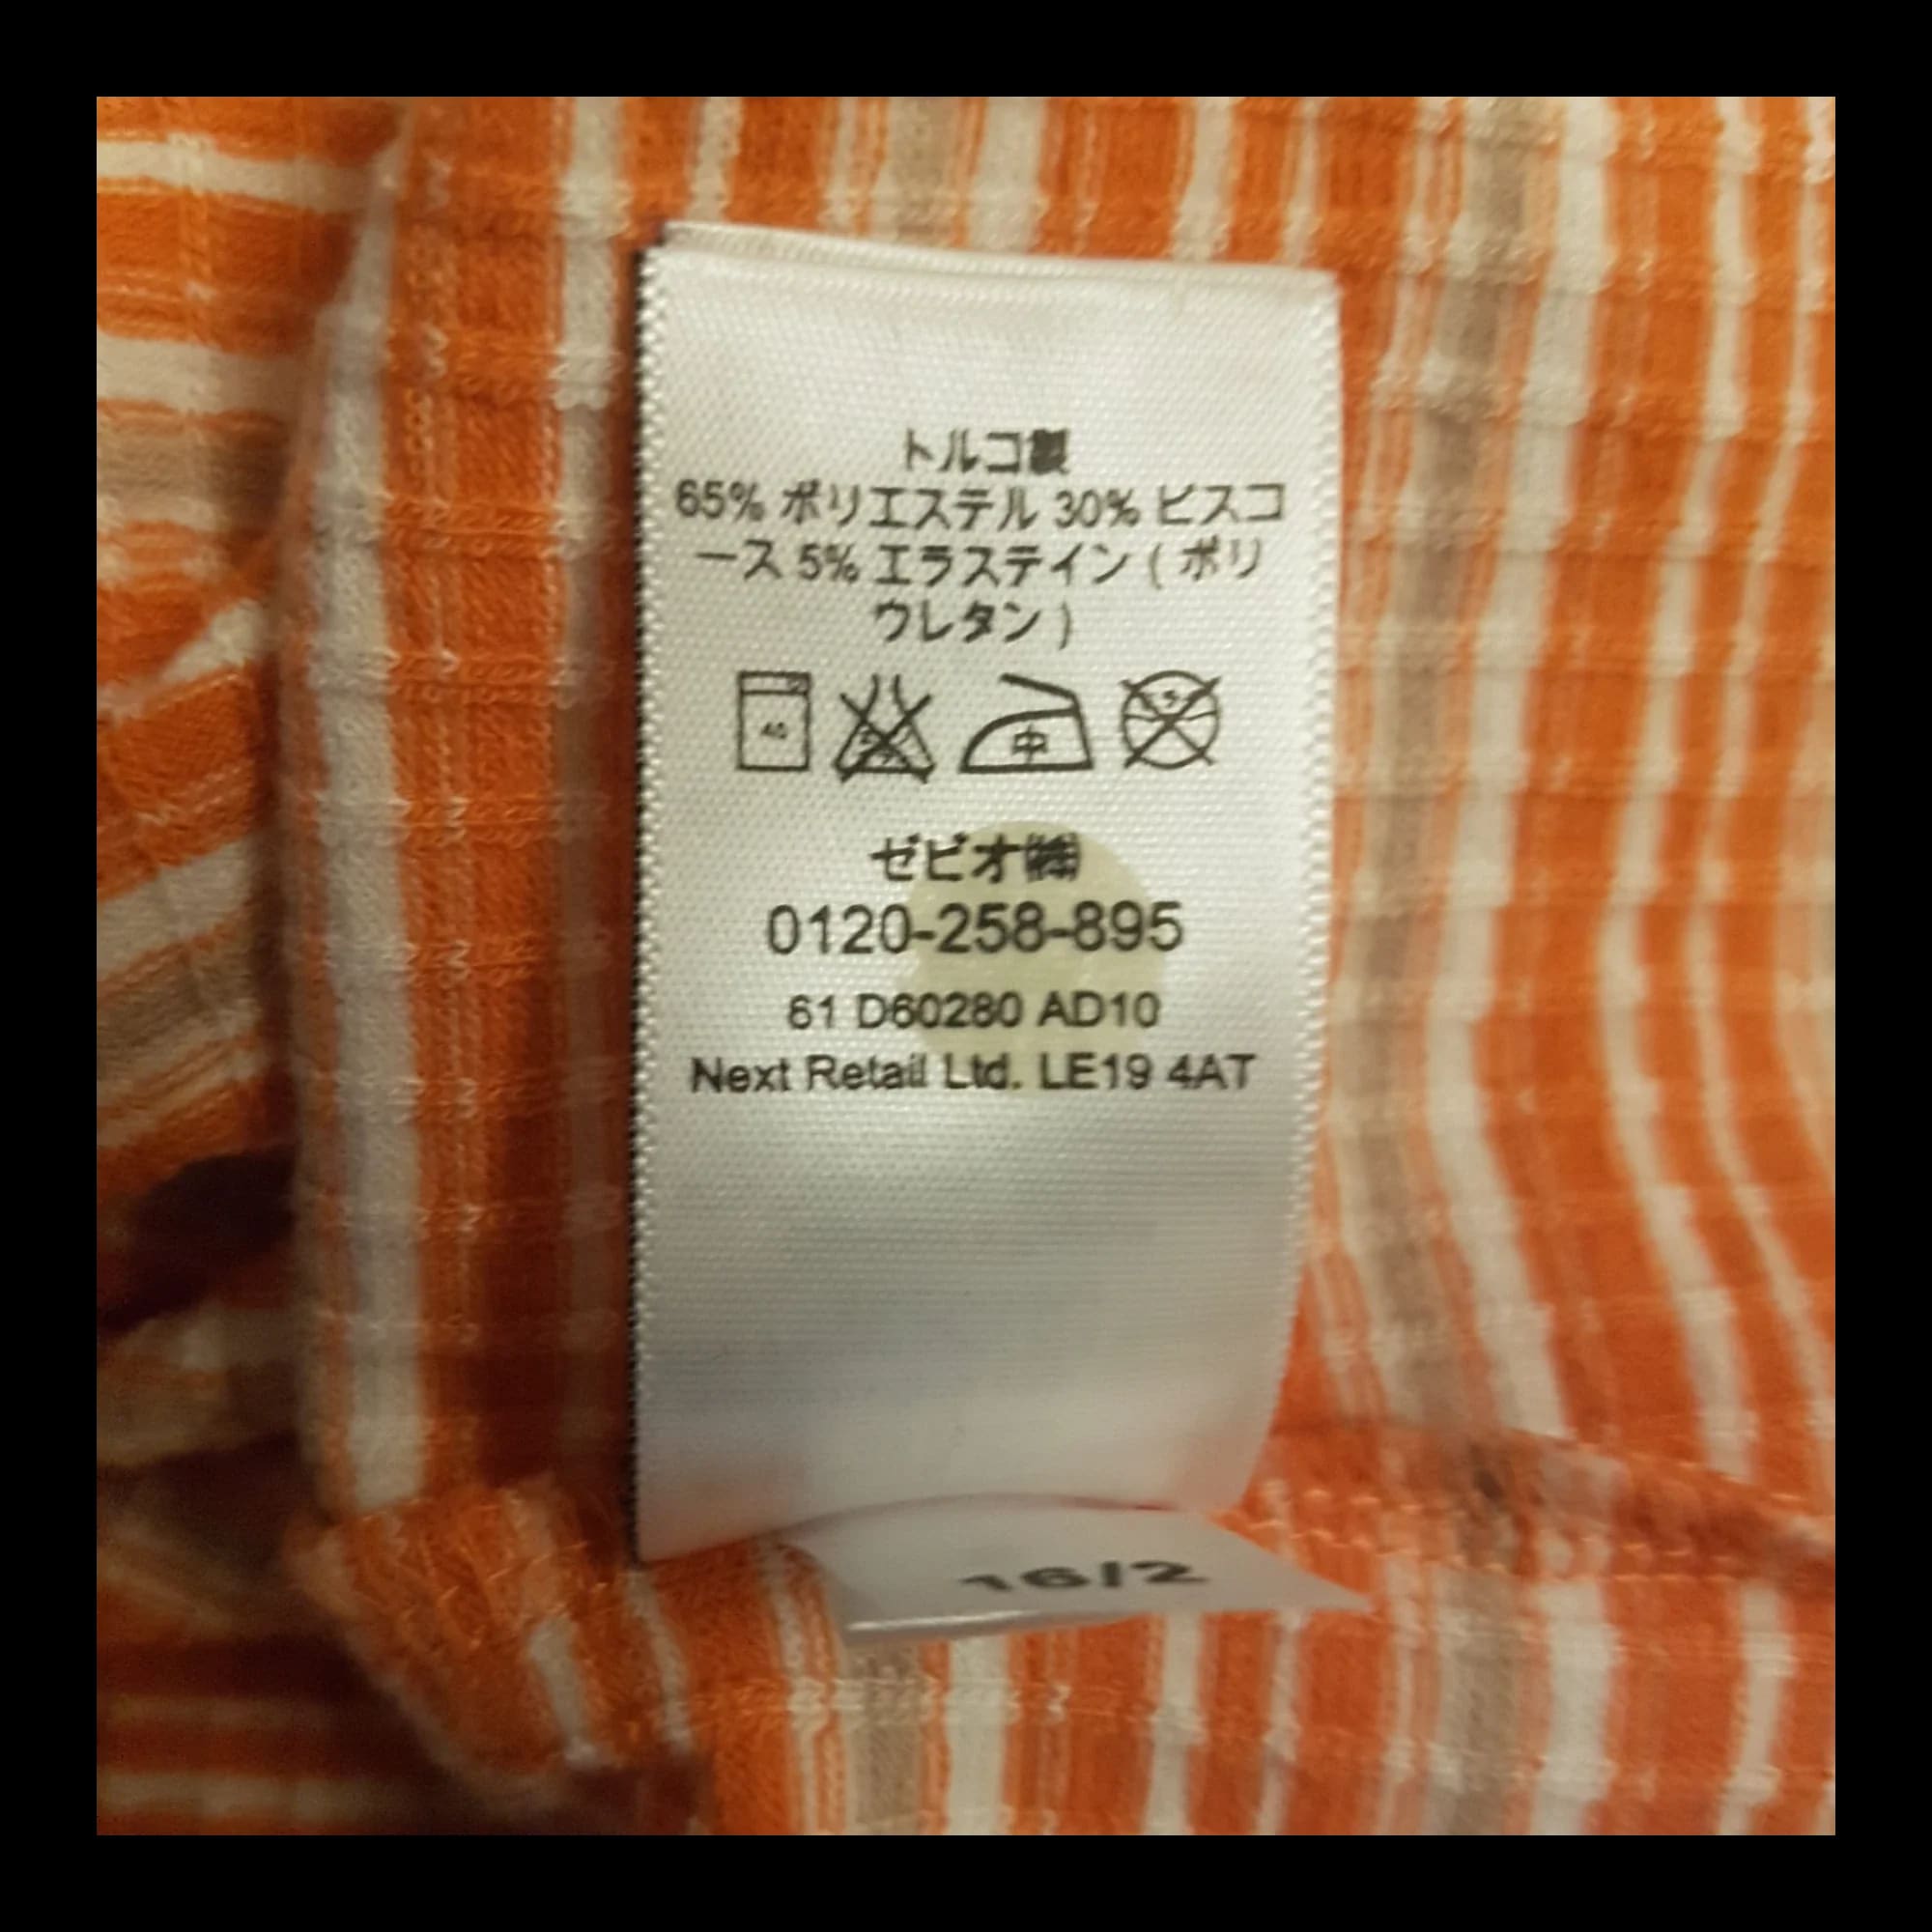 トルコ製
65% ポリエステル 30% ビスコ
ース 5% エラステイン ( ポリ
ウレタン )
40 中
ゼビオ㈱
0120-258-895
61 D60280 AD10
Next Retail Ltd. LE19 4AT
16/2